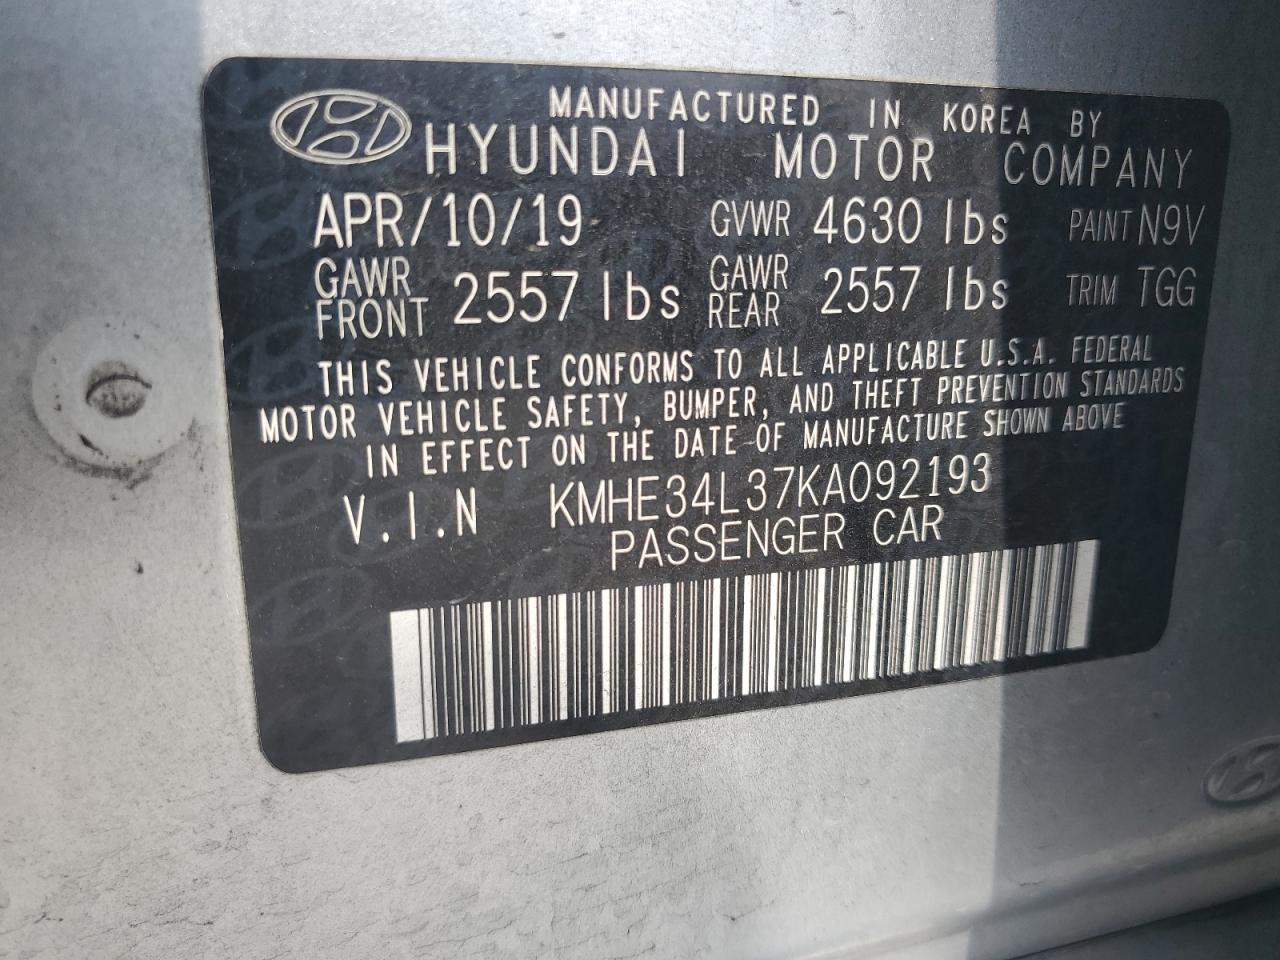 MANUFACTURED IN KOREA BY
HYUNDAI MOTOR COMPANY
APR/10/19 GVWR 4630 lbs PAINT N9V
GAWR FRONT 2557 lbs GAWR REAR 2557 lbs TRIM TGG
THIS VEHICLE CONFORMS TO ALL APPLICABLE U.S.A. FEDERAL
MOTOR VEHICLE SAFETY, BUMPER, AND THEFT PREVENTION STANDARDS
IN EFFECT ON THE DATE OF MANUFACTURE SHOWN ABOVE
V.I.N KMHE34L37KA092193
PASSENGER CAR